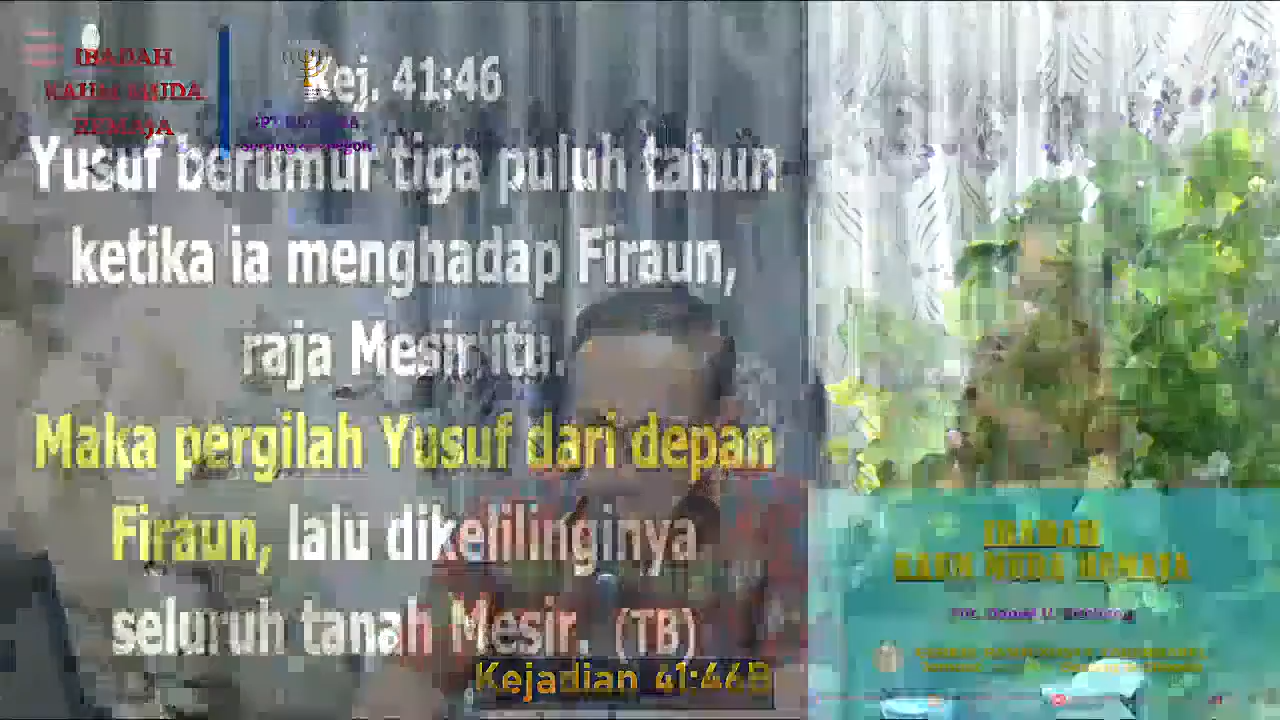 IBADAH
KAUM MUDA
REMAJA
Kej. 41:46
Yusuf berumur tiga puluh tahun
ketika ia menghadap Firaun,
raja Mesir itu.
Maka pergilah Yusuf dari depan
Firaun, lalu dikelilinginya
seluruh tanah Mesir. (TB)
Kejadian 41:46B
IBADAH
KAUM MUDA REMAJA